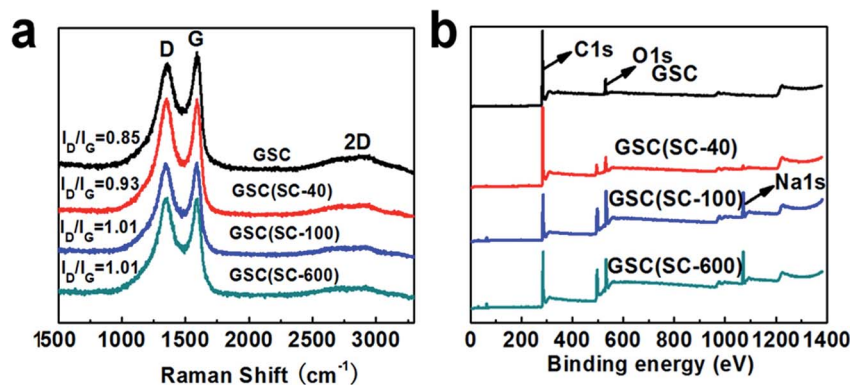 a
D
G
I_D/I_G=0.85
GSC
2D
I_D/I_G=0.93
GSC(SC-40)
I_D/I_G=1.01
GSC(SC-100)
I_D/I_G=1.01
GSC(SC-600)
1500 1000 1500 2000 2500 3000
Raman Shift (cm⁻¹)
b
C1s
O1s
GSC
GSC(SC-40)
Na1s
GSC(SC-100)
GSC(SC-600)
0 200 400 600 800 1000 1200 1400
Binding energy (eV)